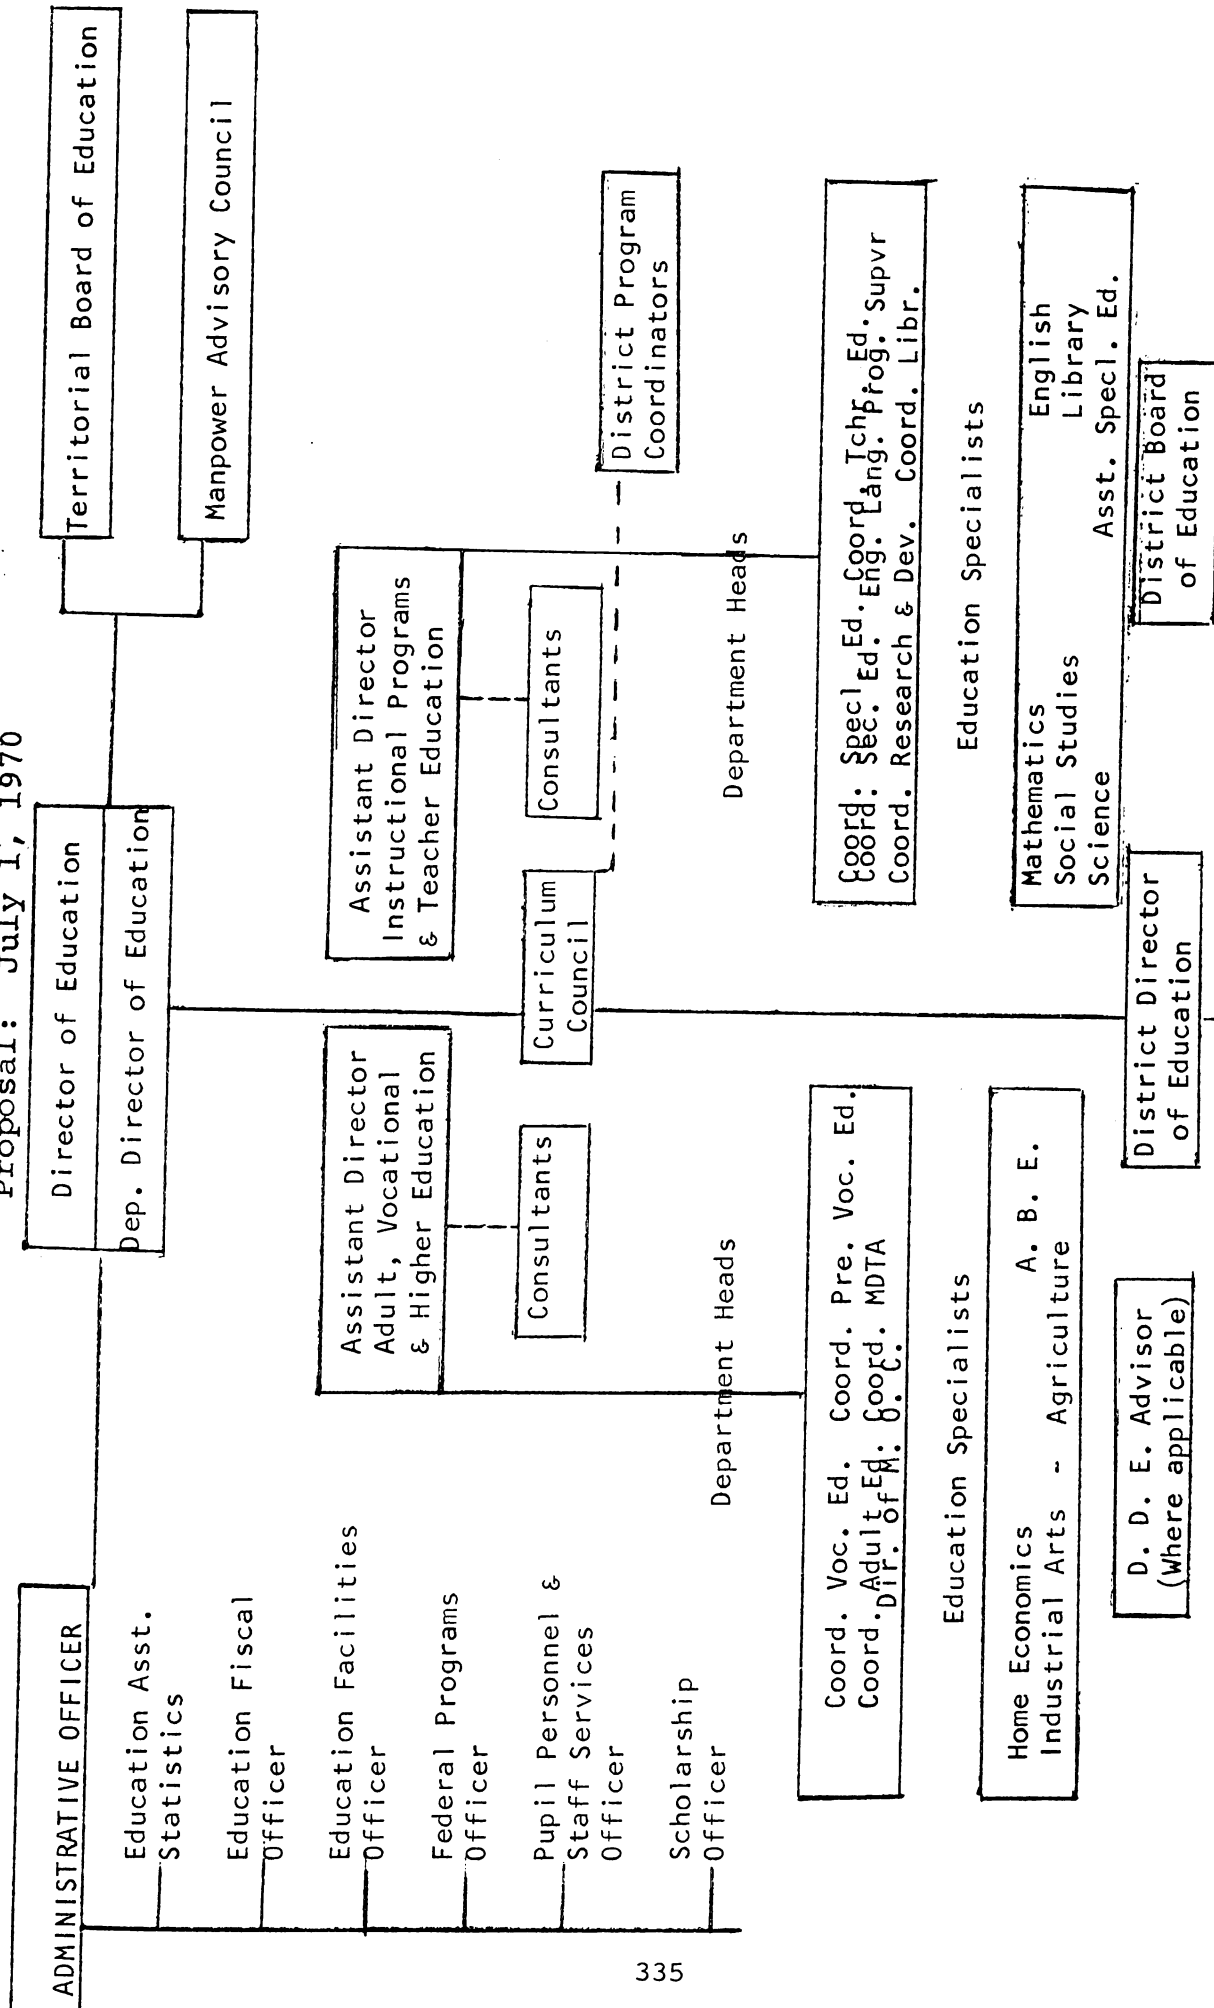 Proposal: July 1, 1970
Territorial Board of Education
Manpower Advisory Council
Director of Education
Dep. Director of Education
ADMINISTRATIVE OFFICER
Education Asst.
Statistics
Education Fiscal
Officer
Education Facilities
Officer
Federal Programs
Officer
Pupil Personnel &
Staff Services
Officer
Scholarship
Officer
Assistant Director
Adult, Vocational
& Higher Education
Consultants
Department Heads
Coord. Voc. Ed. Coord. Pre. Voc. Ed.
Coord. Adult Ed. Coord. MDTA
Dir. of M. O. C.
Education Specialists
Home Economics A. B. E.
Industrial Arts - Agriculture
D. D. E. Advisor
(Where applicable)
Assistant Director
Instructional Programs
& Teacher Education
Consultants
Curriculum
Council
District Program
Coordinators
Department Heads
Coord. Specl. Ed. Coord. Tchr. Ed.
Coord. Sec. Ed. Eng. Lang. Prog. Supvr
Coord. Research & Dev. Coord. Libr.
Education Specialists
Mathematics English
Social Studies Library
Science Asst. Specl. Ed.
District Director
of Education
District Board
of Education
335